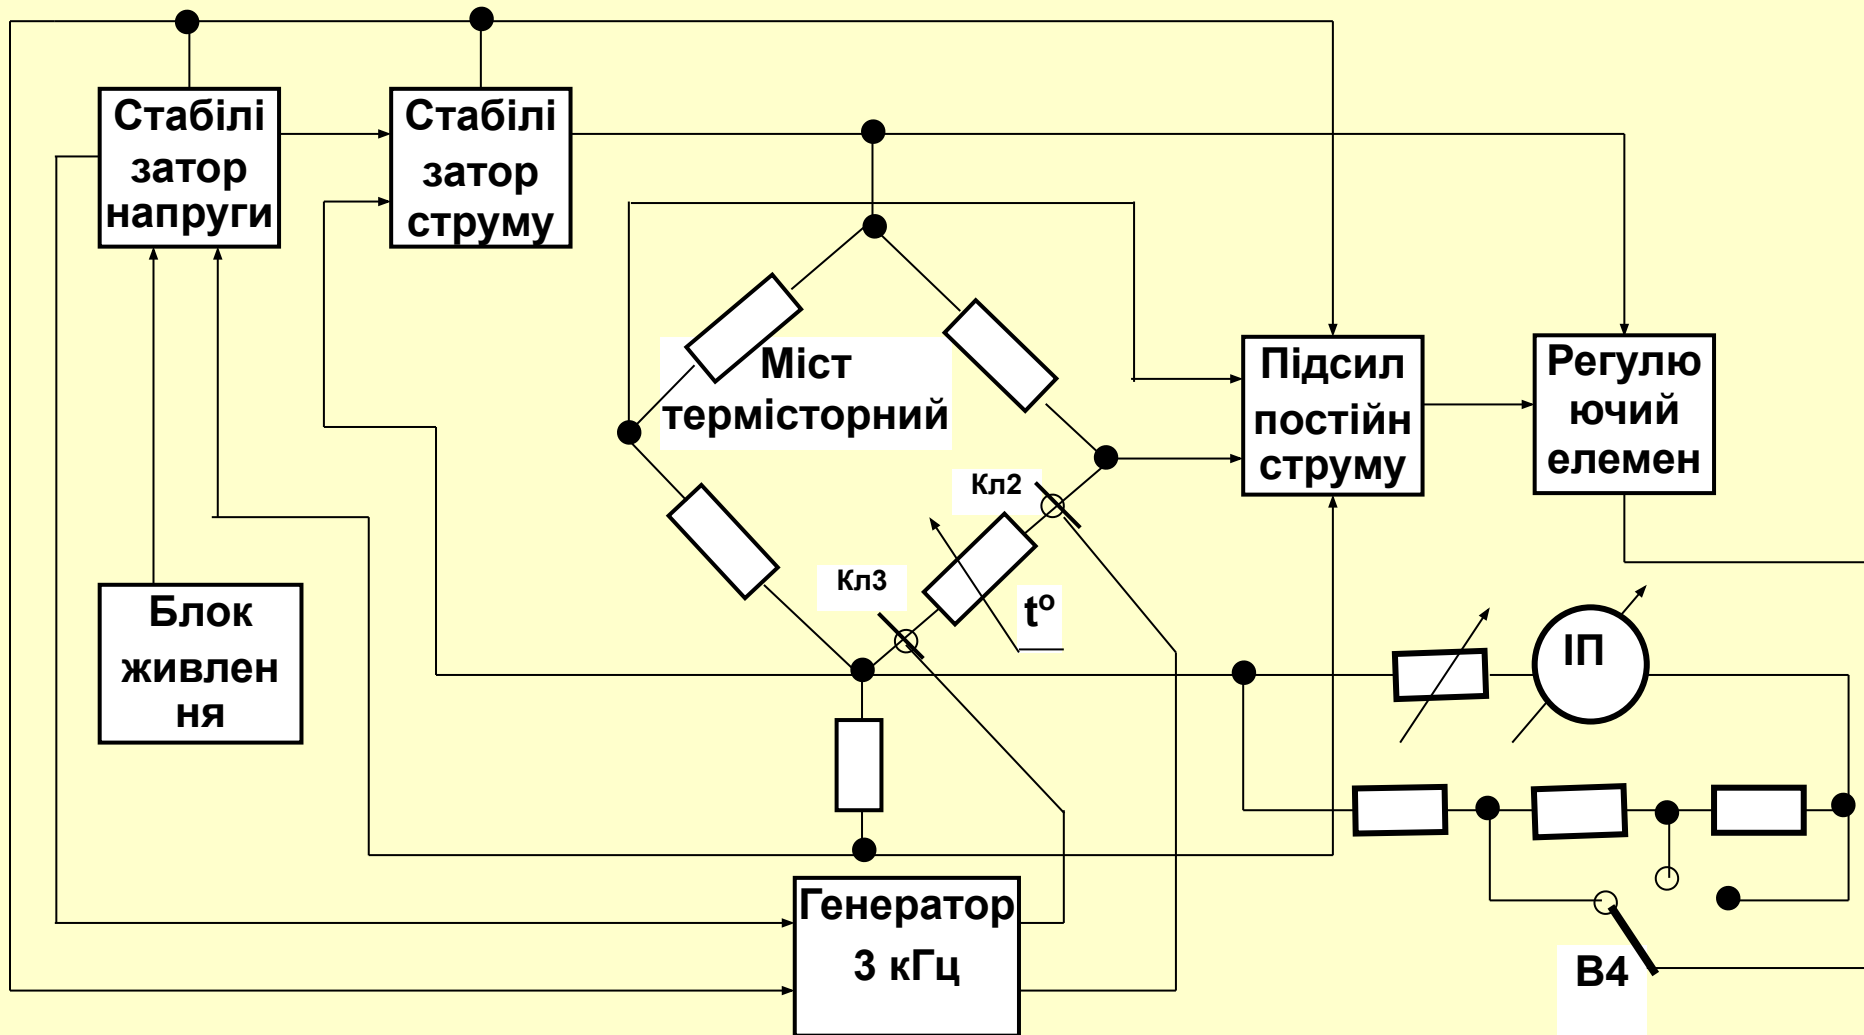 Стабілі
затор
напруги
Стабілі
затор
струму
Міст
термісторний
Підсил
постійн
струму
Регулю
ючий
елемен
Кл2
Кл3
tº
Блок
живлен
ня
ІП
Генератор
3 кГц
В4